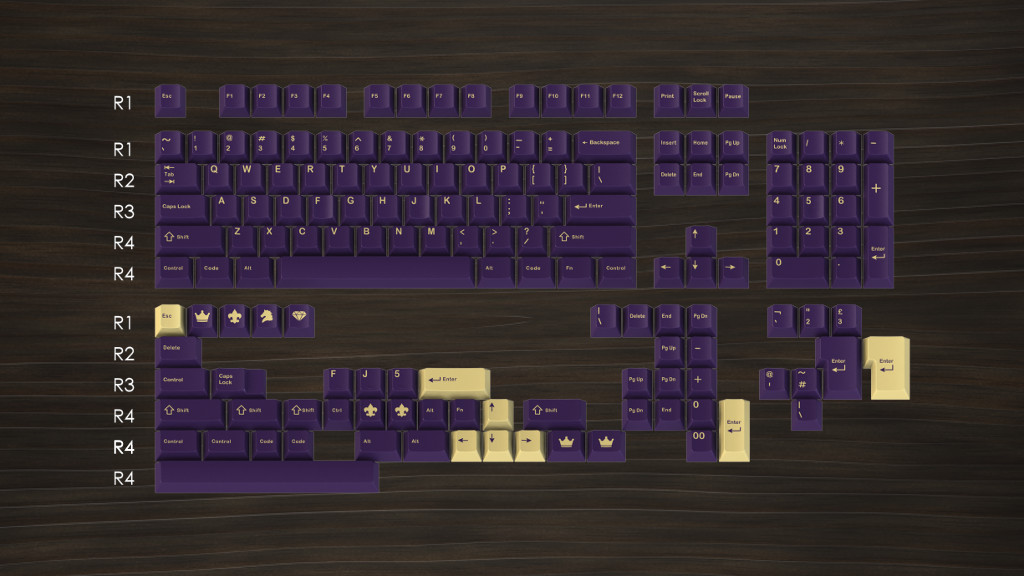 R1 Esc F1 F2 F3 F4 F5 F6 F7 F8 F9 F10 F11 F12 Print Scroll Lock Pause
R1 ~ ` ! 1 @ 2 # 3 $ 4 % 5 ^ 6 & 7 * 8 ( 9 ) 0 _ - + = ← Backspace Insert Home Pg Up Num Lock / * −
R2 Tab Q W E R T Y U I O P { [ } ] | \ Delete End Pg Dn 7 8 9 +
R3 Caps Lock A S D F G H J K L : ; " ' Enter 4 5 6
R4 Shift Z X C V B N M < , > . ? / Shift ↑ 1 2 3 Enter
R4 Control Code Alt Alt Code Fn Control ← ↓ → 0 .
R1 Esc | \ Delete End Pg Dn ¬ ` " 2 £ 3
R2 Delete Pg Up − Enter Enter
R3 Control Caps Lock F J 5 Enter Pg Up Pg Dn + @ ' ~ #
R4 Shift Shift Shift Ctrl Alt Fn ↑ Shift Pg Dn End 0 Enter | \
R4 Control Control Code Code Alt Alt ← ↓ → 00
R4